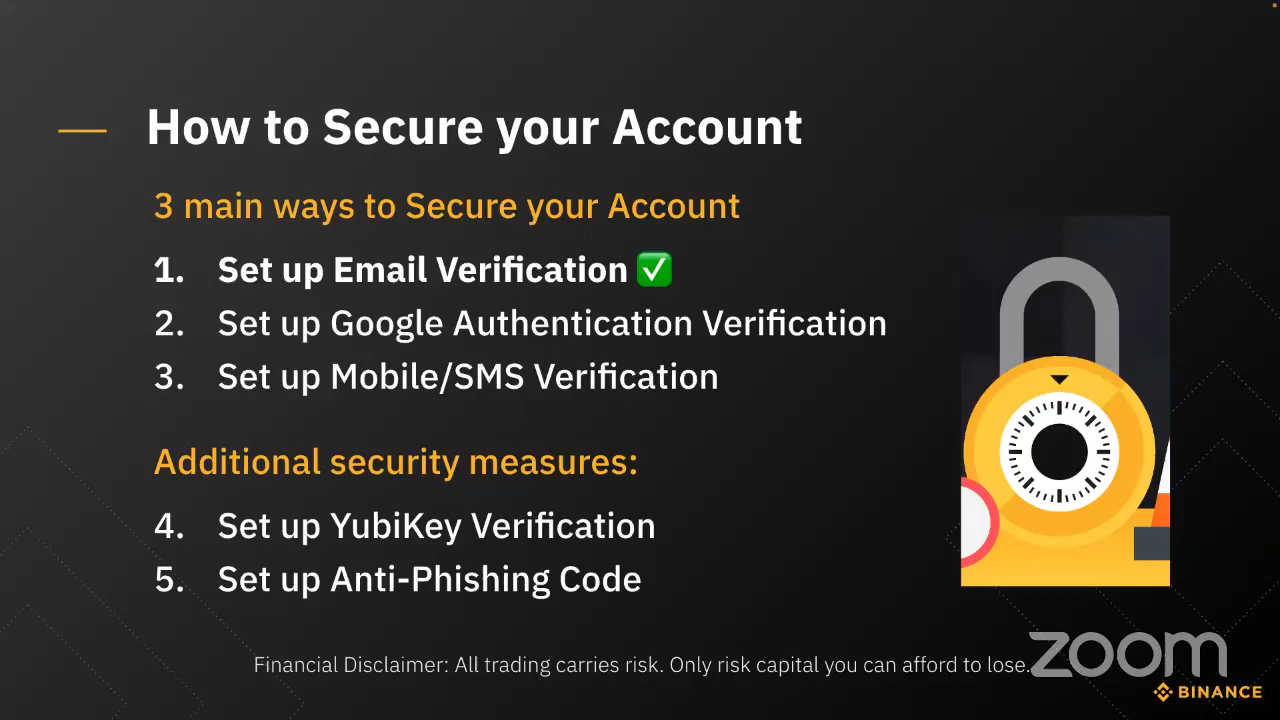 How to Secure your Account
3 main ways to Secure your Account
1. Set up Email Verification ✅
2. Set up Google Authentication Verification
3. Set up Mobile/SMS Verification
Additional security measures:
4. Set up YubiKey Verification
5. Set up Anti-Phishing Code
Financial Disclaimer: All trading carries risk. Only risk capital you can afford to lose.
zoom
BINANCE